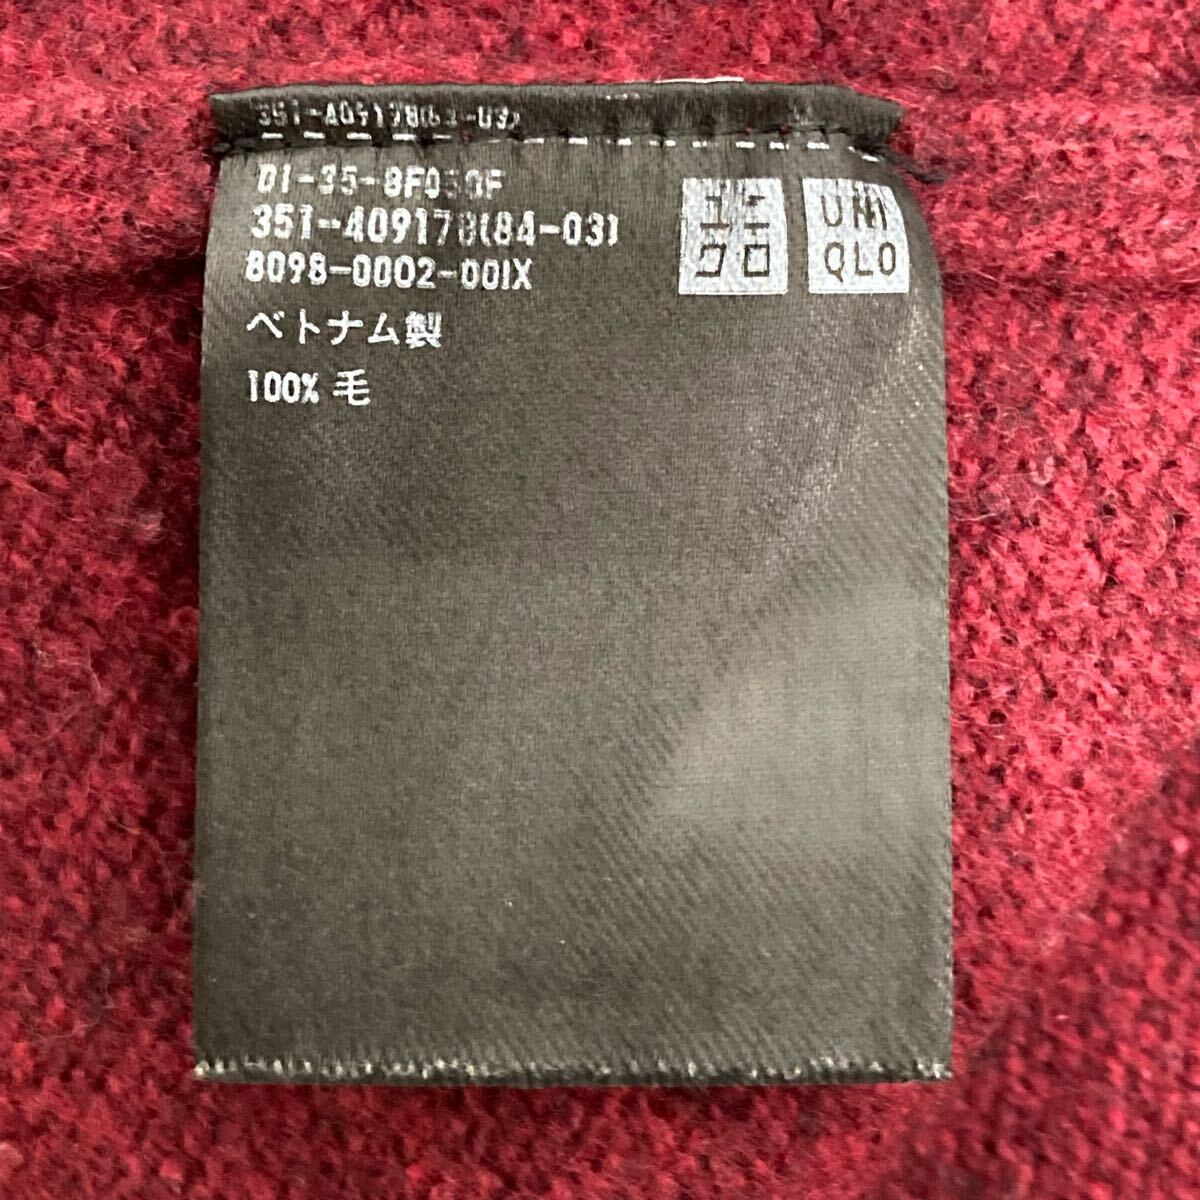 351-409178(63-03)
01-35-8F050F
351-409178(84-03)
8098-0002-001X
ベトナム製
100% 毛
ユニ
クロ
UNI
QLO